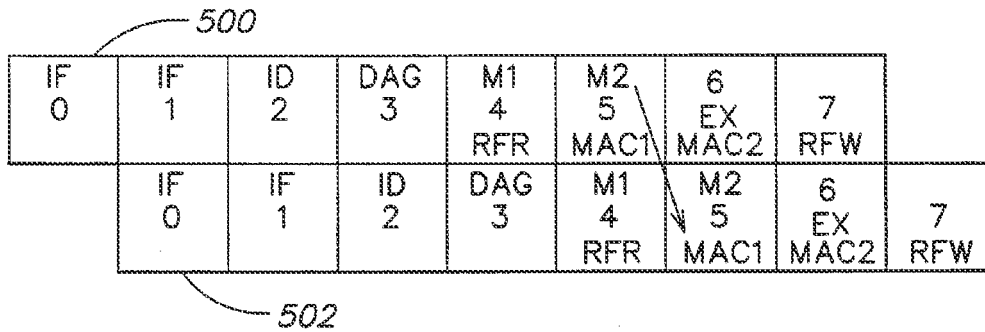 500
IF IF ID DAG M1 M2 6
0 1 2 3 4 5 EX 7
RFR MAC1 MAC2 RFW
IF IF ID DAG M1 M2 6
0 1 2 3 4 5 EX 7
RFR MAC1 MAC2 RFW
502